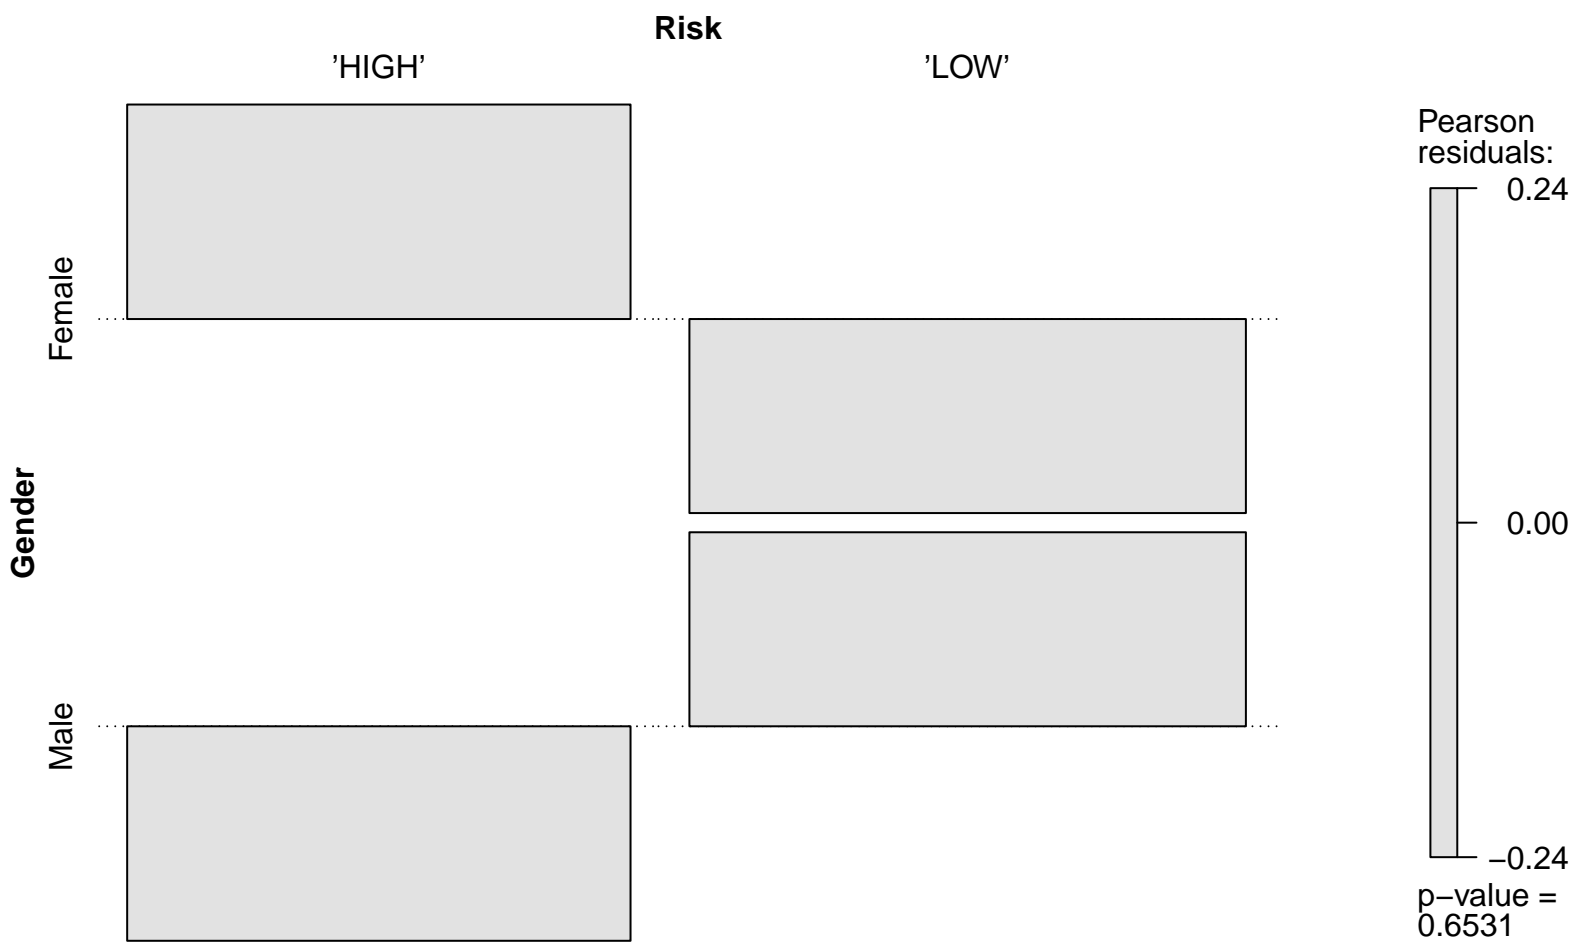 Risk
’HIGH’
’LOW’
Female
Gender
Male
Pearson
residuals:
0.24
0.00
−0.24
p−value =
0.6531